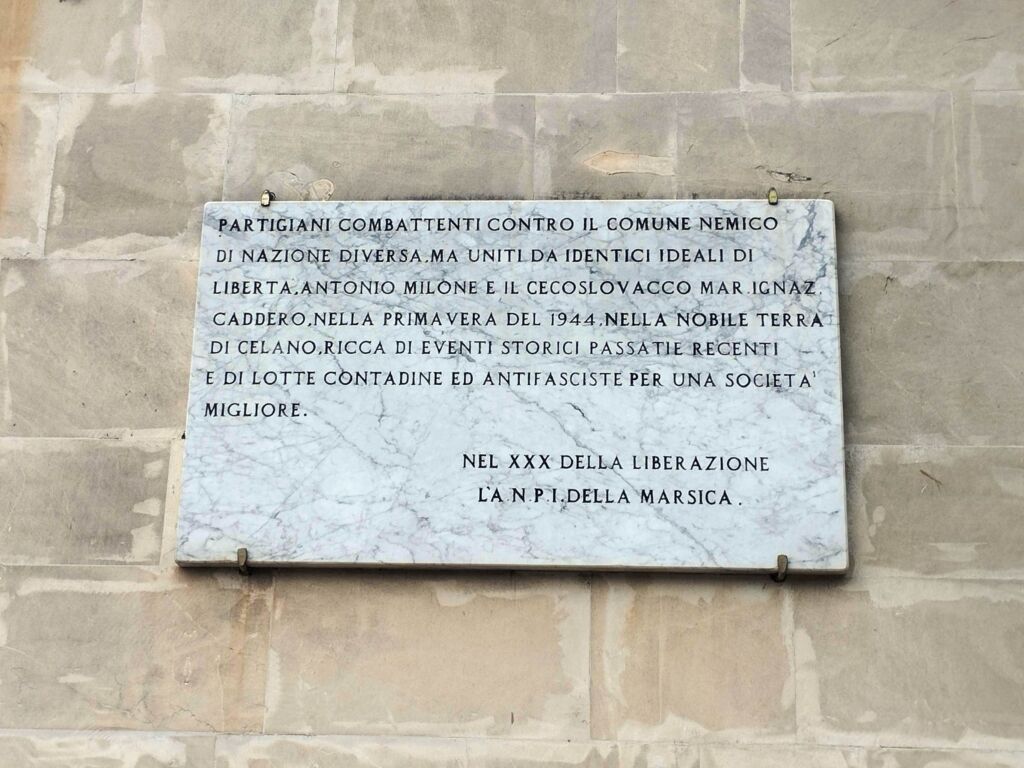 PARTIGIANI COMBATTENTI CONTRO IL COMUNE NEMICO
DI NAZIONE DIVERSA, MA UNITI DA IDENTICI IDEALI DI
LIBERTA, ANTONIO MILONE E IL CECOSLOVACCO MAR. IGNAZ.
CADDERO, NELLA PRIMAVERA DEL 1944, NELLA NOBILE TERRA
DI CELANO, RICCA DI EVENTI STORICI PASSATI E RECENTI
E DI LOTTE CONTADINE ED ANTIFASCISTE PER UNA SOCIETA'
MIGLIORE.
NEL XXX DELLA LIBERAZIONE
L'A N P.I. DELLA MARSICA.